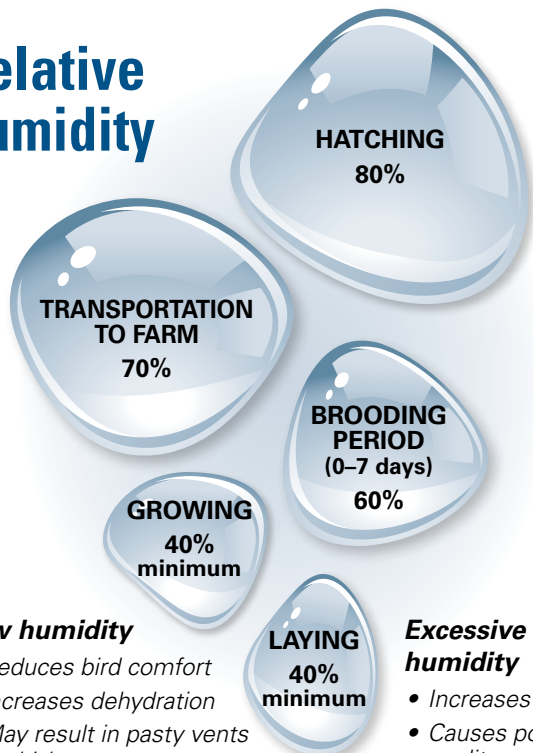 elative
umidity
HATCHING
80%
TRANSPORTATION
TO FARM
70%
BROODING
PERIOD
(0–7 days)
60%
GROWING
40%
minimum
LAYING
40%
minimum
w humidity
educes bird comfort
ncreases dehydration
May result in pasty vents
Excessive
humidity
• Increases
• Causes po